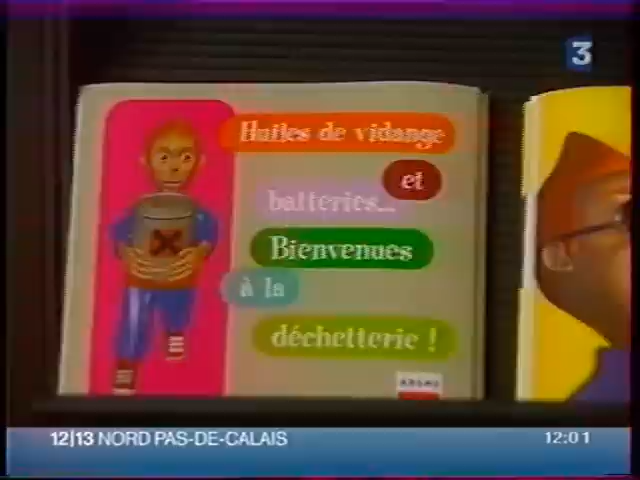 3
Huiles de vidange
et
batteries...
Bienvenues
à la
déchetterie !
12|13 NORD PAS-DE-CALAIS
12:01